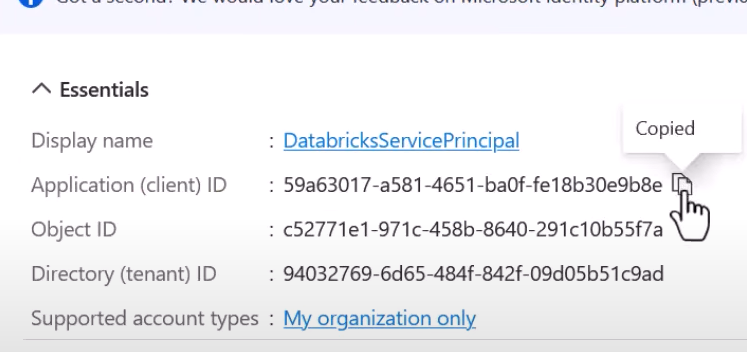 Got a second? We would love your feedback on Microsoft identity platform (previo
Essentials
Copied
Display name : DatabricksServicePrincipal
Application (client) ID : 59a63017-a581-4651-ba0f-fe18b30e9b8e
Object ID : c52771e1-971c-458b-8640-291c10b55f7a
Directory (tenant) ID : 94032769-6d65-484f-842f-09d05b51c9ad
Supported account types : My organization only